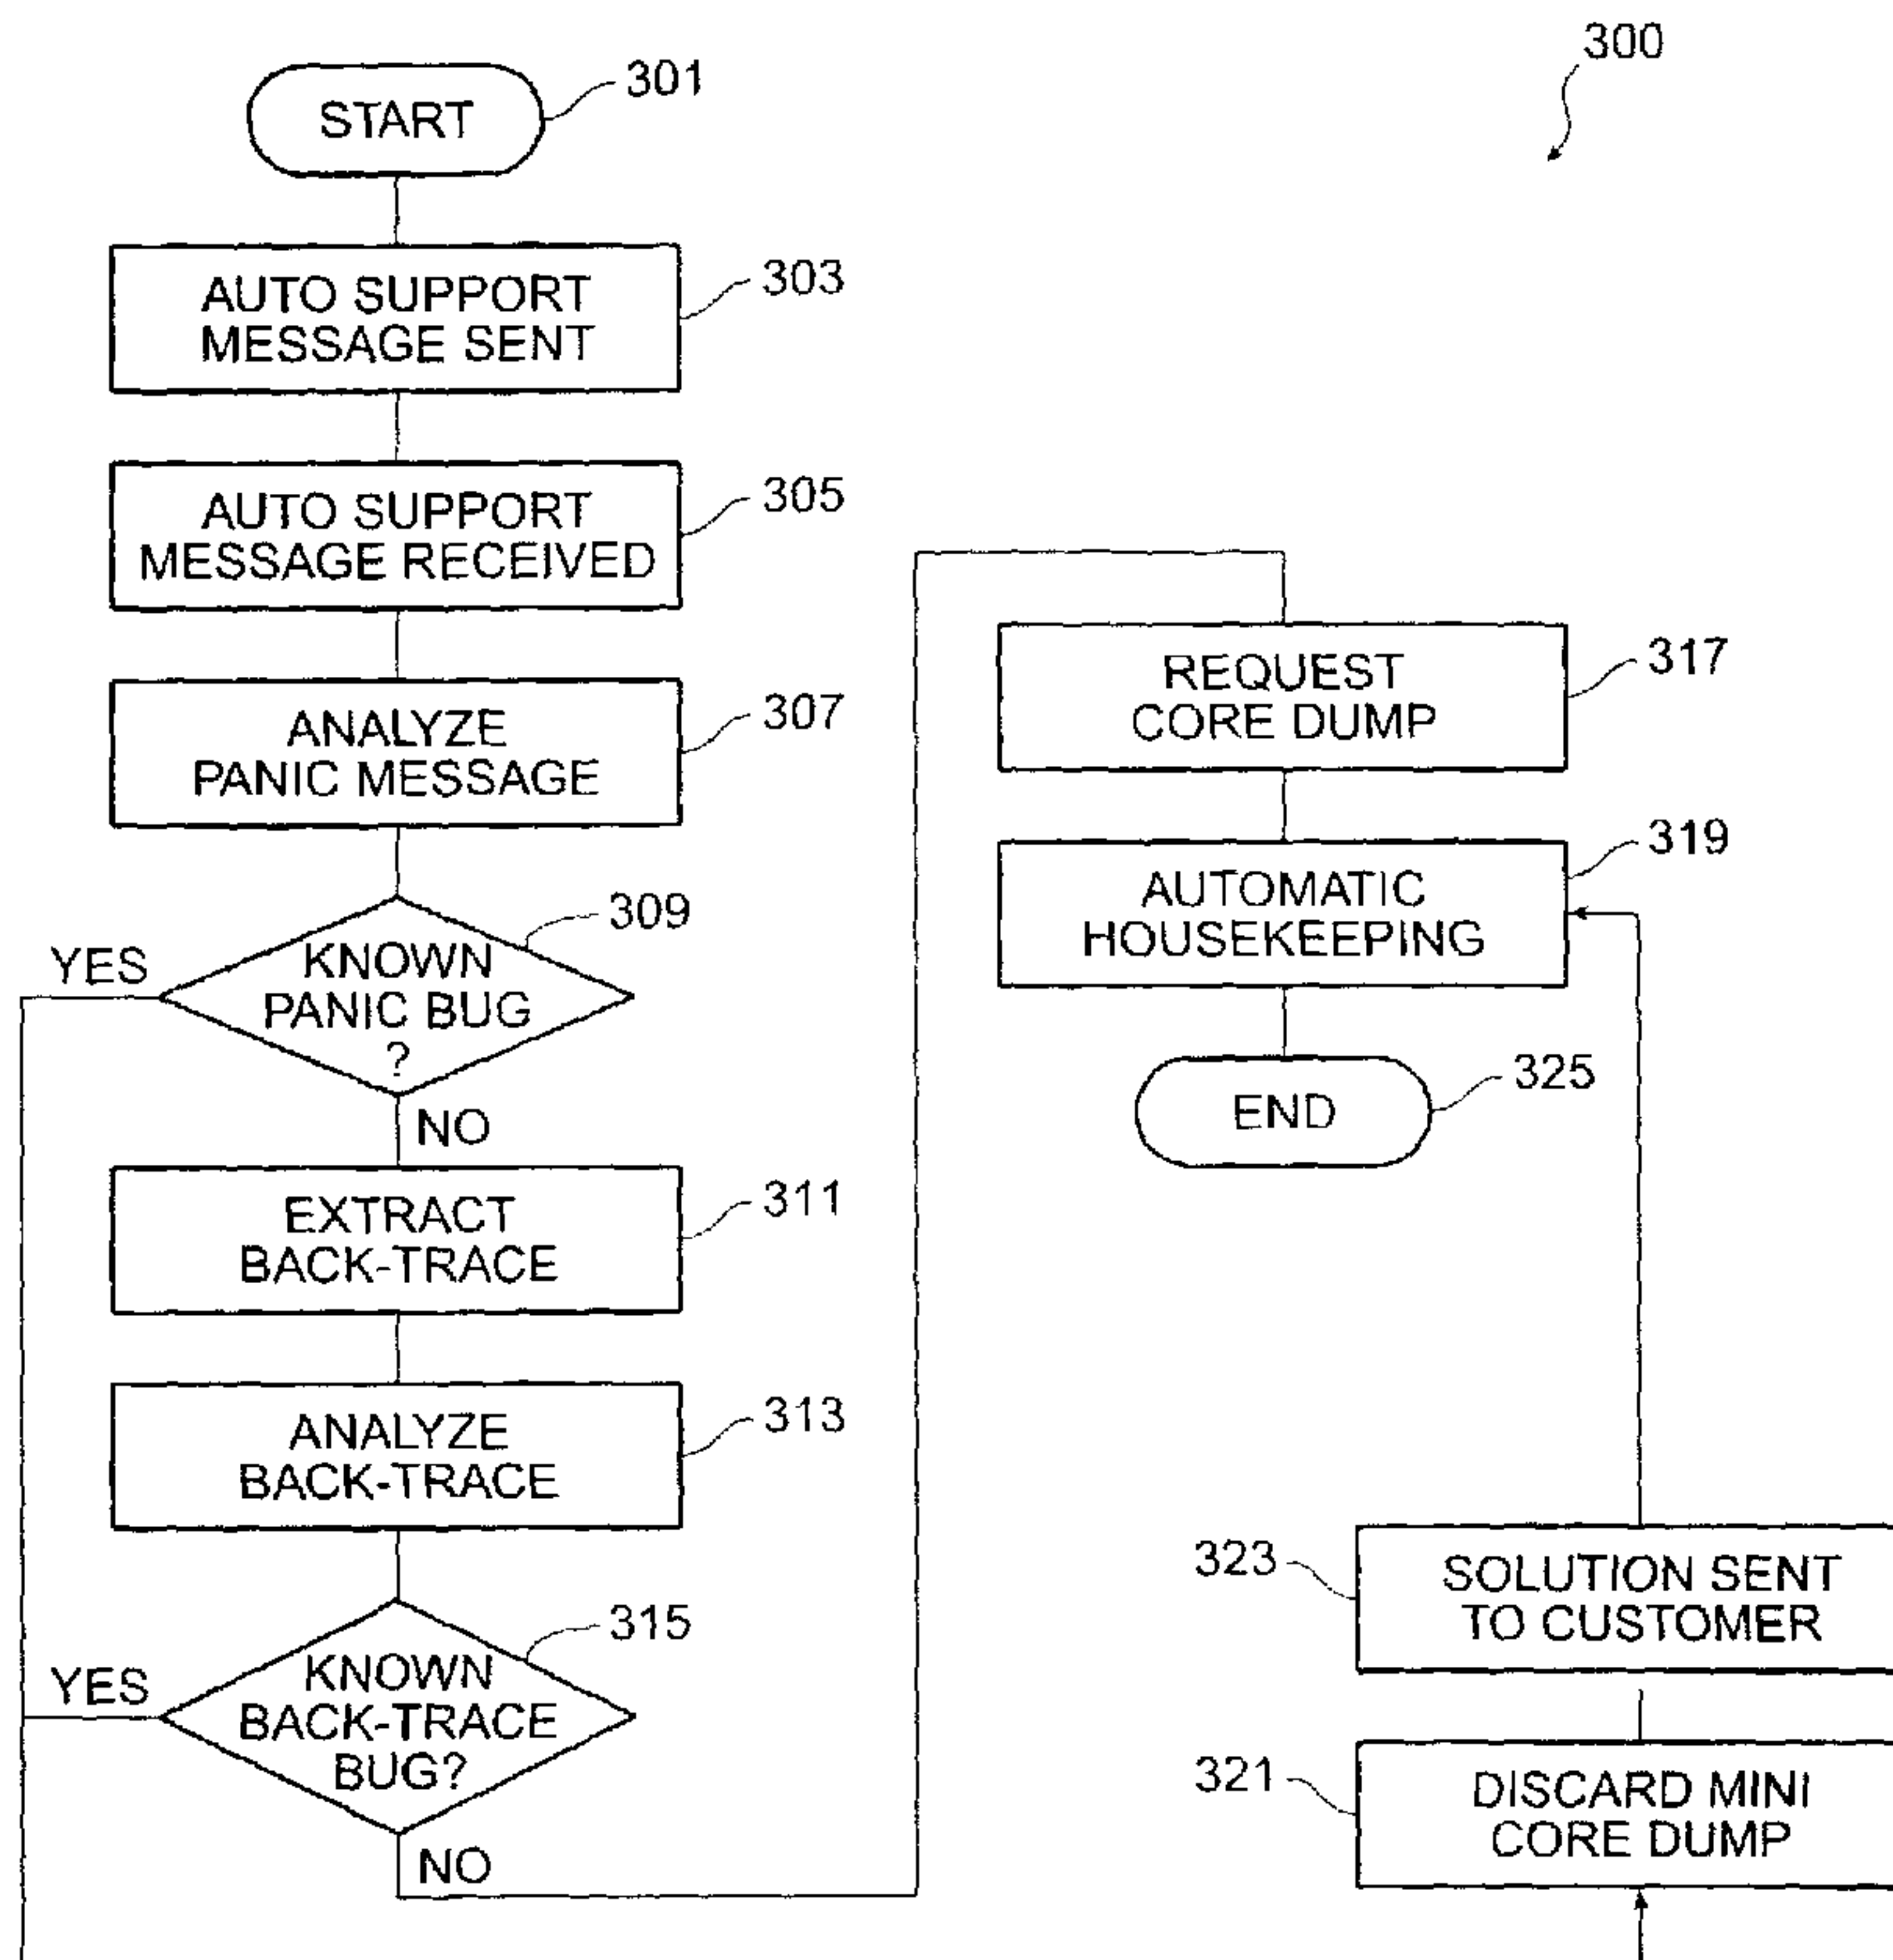 300
START
301
AUTO SUPPORT
MESSAGE SENT
303
AUTO SUPPORT
MESSAGE RECEIVED
305
ANALYZE
PANIC MESSAGE
307
KNOWN
PANIC BUG
?
309
YES
NO
EXTRACT
BACK-TRACE
311
ANALYZE
BACK-TRACE
313
KNOWN
BACK-TRACE
BUG?
315
YES
NO
REQUEST
CORE DUMP
317
AUTOMATIC
HOUSEKEEPING
319
END
325
323
SOLUTION SENT
TO CUSTOMER
321
DISCARD MINI
CORE DUMP